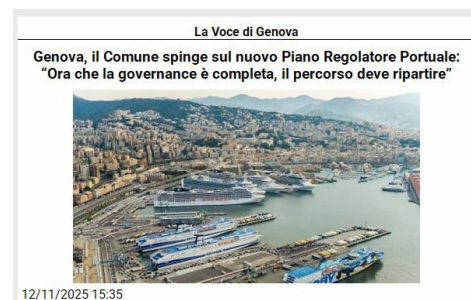 La Voce di Genova
Genova, il Comune spinge sul nuovo Piano Regolatore Portuale:
“Ora che la governance è completa, il percorso deve ripartire”
12/11/2025 15:35